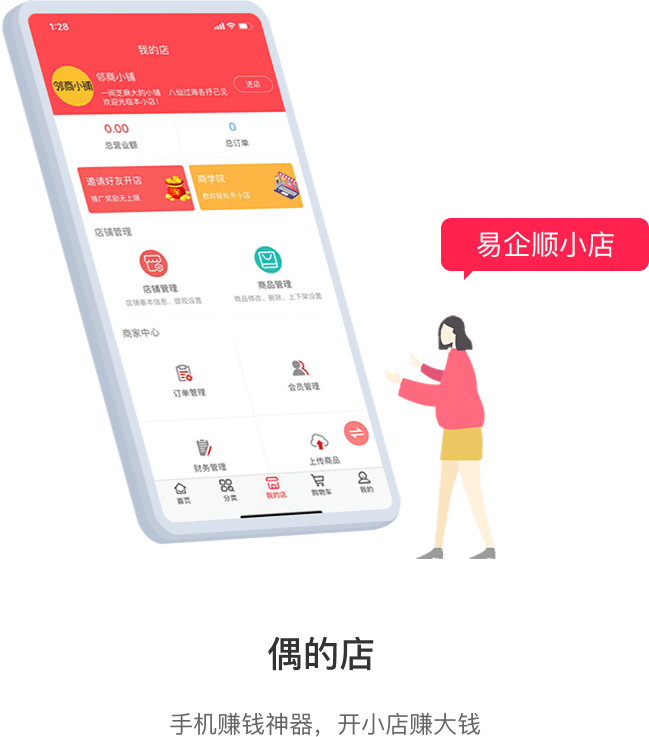 1:28
我的店
邻商小铺
邻商小铺
一间芝麻大的小铺 八仙过海各抒己见
欢迎光临本小店!
进店
0.00
0
总营业额
总订单
邀请好友开店
推广奖励无上限
商学院
教你轻松开小店
店铺管理
店铺管理
店铺基本信息、提现设置
商品管理
商品修改、删除、上下架设置
商家中心
订单管理
会员管理
财务管理
上传商品
首页
分类
我的店
购物车
我的
易企顺小店
偶的店
手机赚钱神器，开小店赚大钱